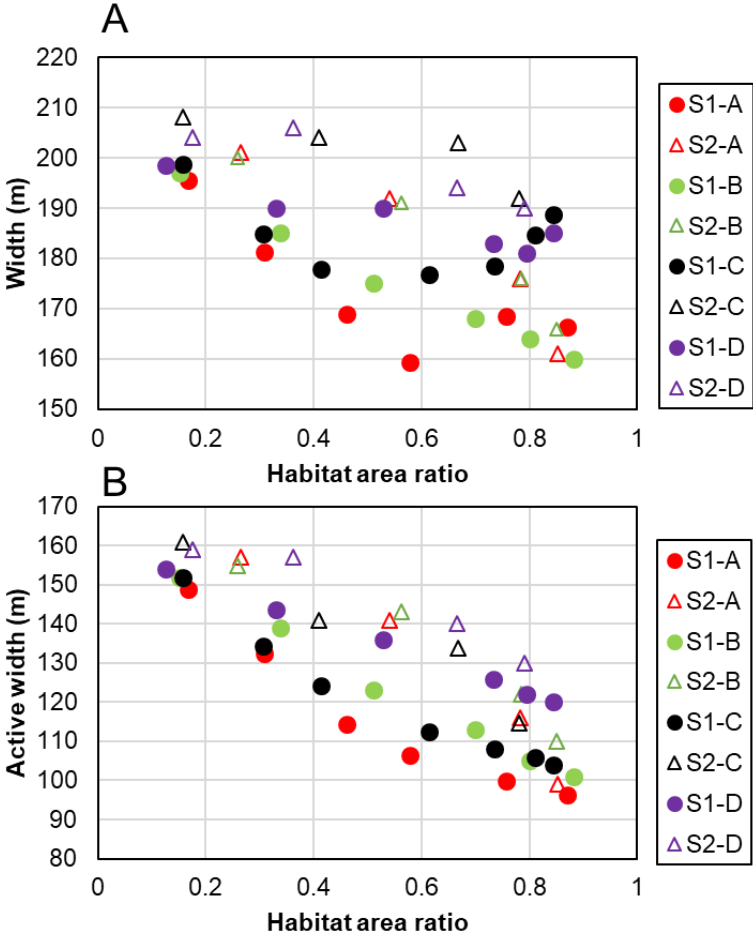 A
220
210
200
190
180
170
160
150
Width (m)
0
0.2
0.4
0.6
0.8
1
Habitat area ratio
S1-A
S2-A
S1-B
S2-B
S1-C
S2-C
S1-D
S2-D
B
170
160
150
140
130
120
110
100
90
80
Active width (m)
0
0.2
0.4
0.6
0.8
1
Habitat area ratio
S1-A
S2-A
S1-B
S2-B
S1-C
S2-C
S1-D
S2-D